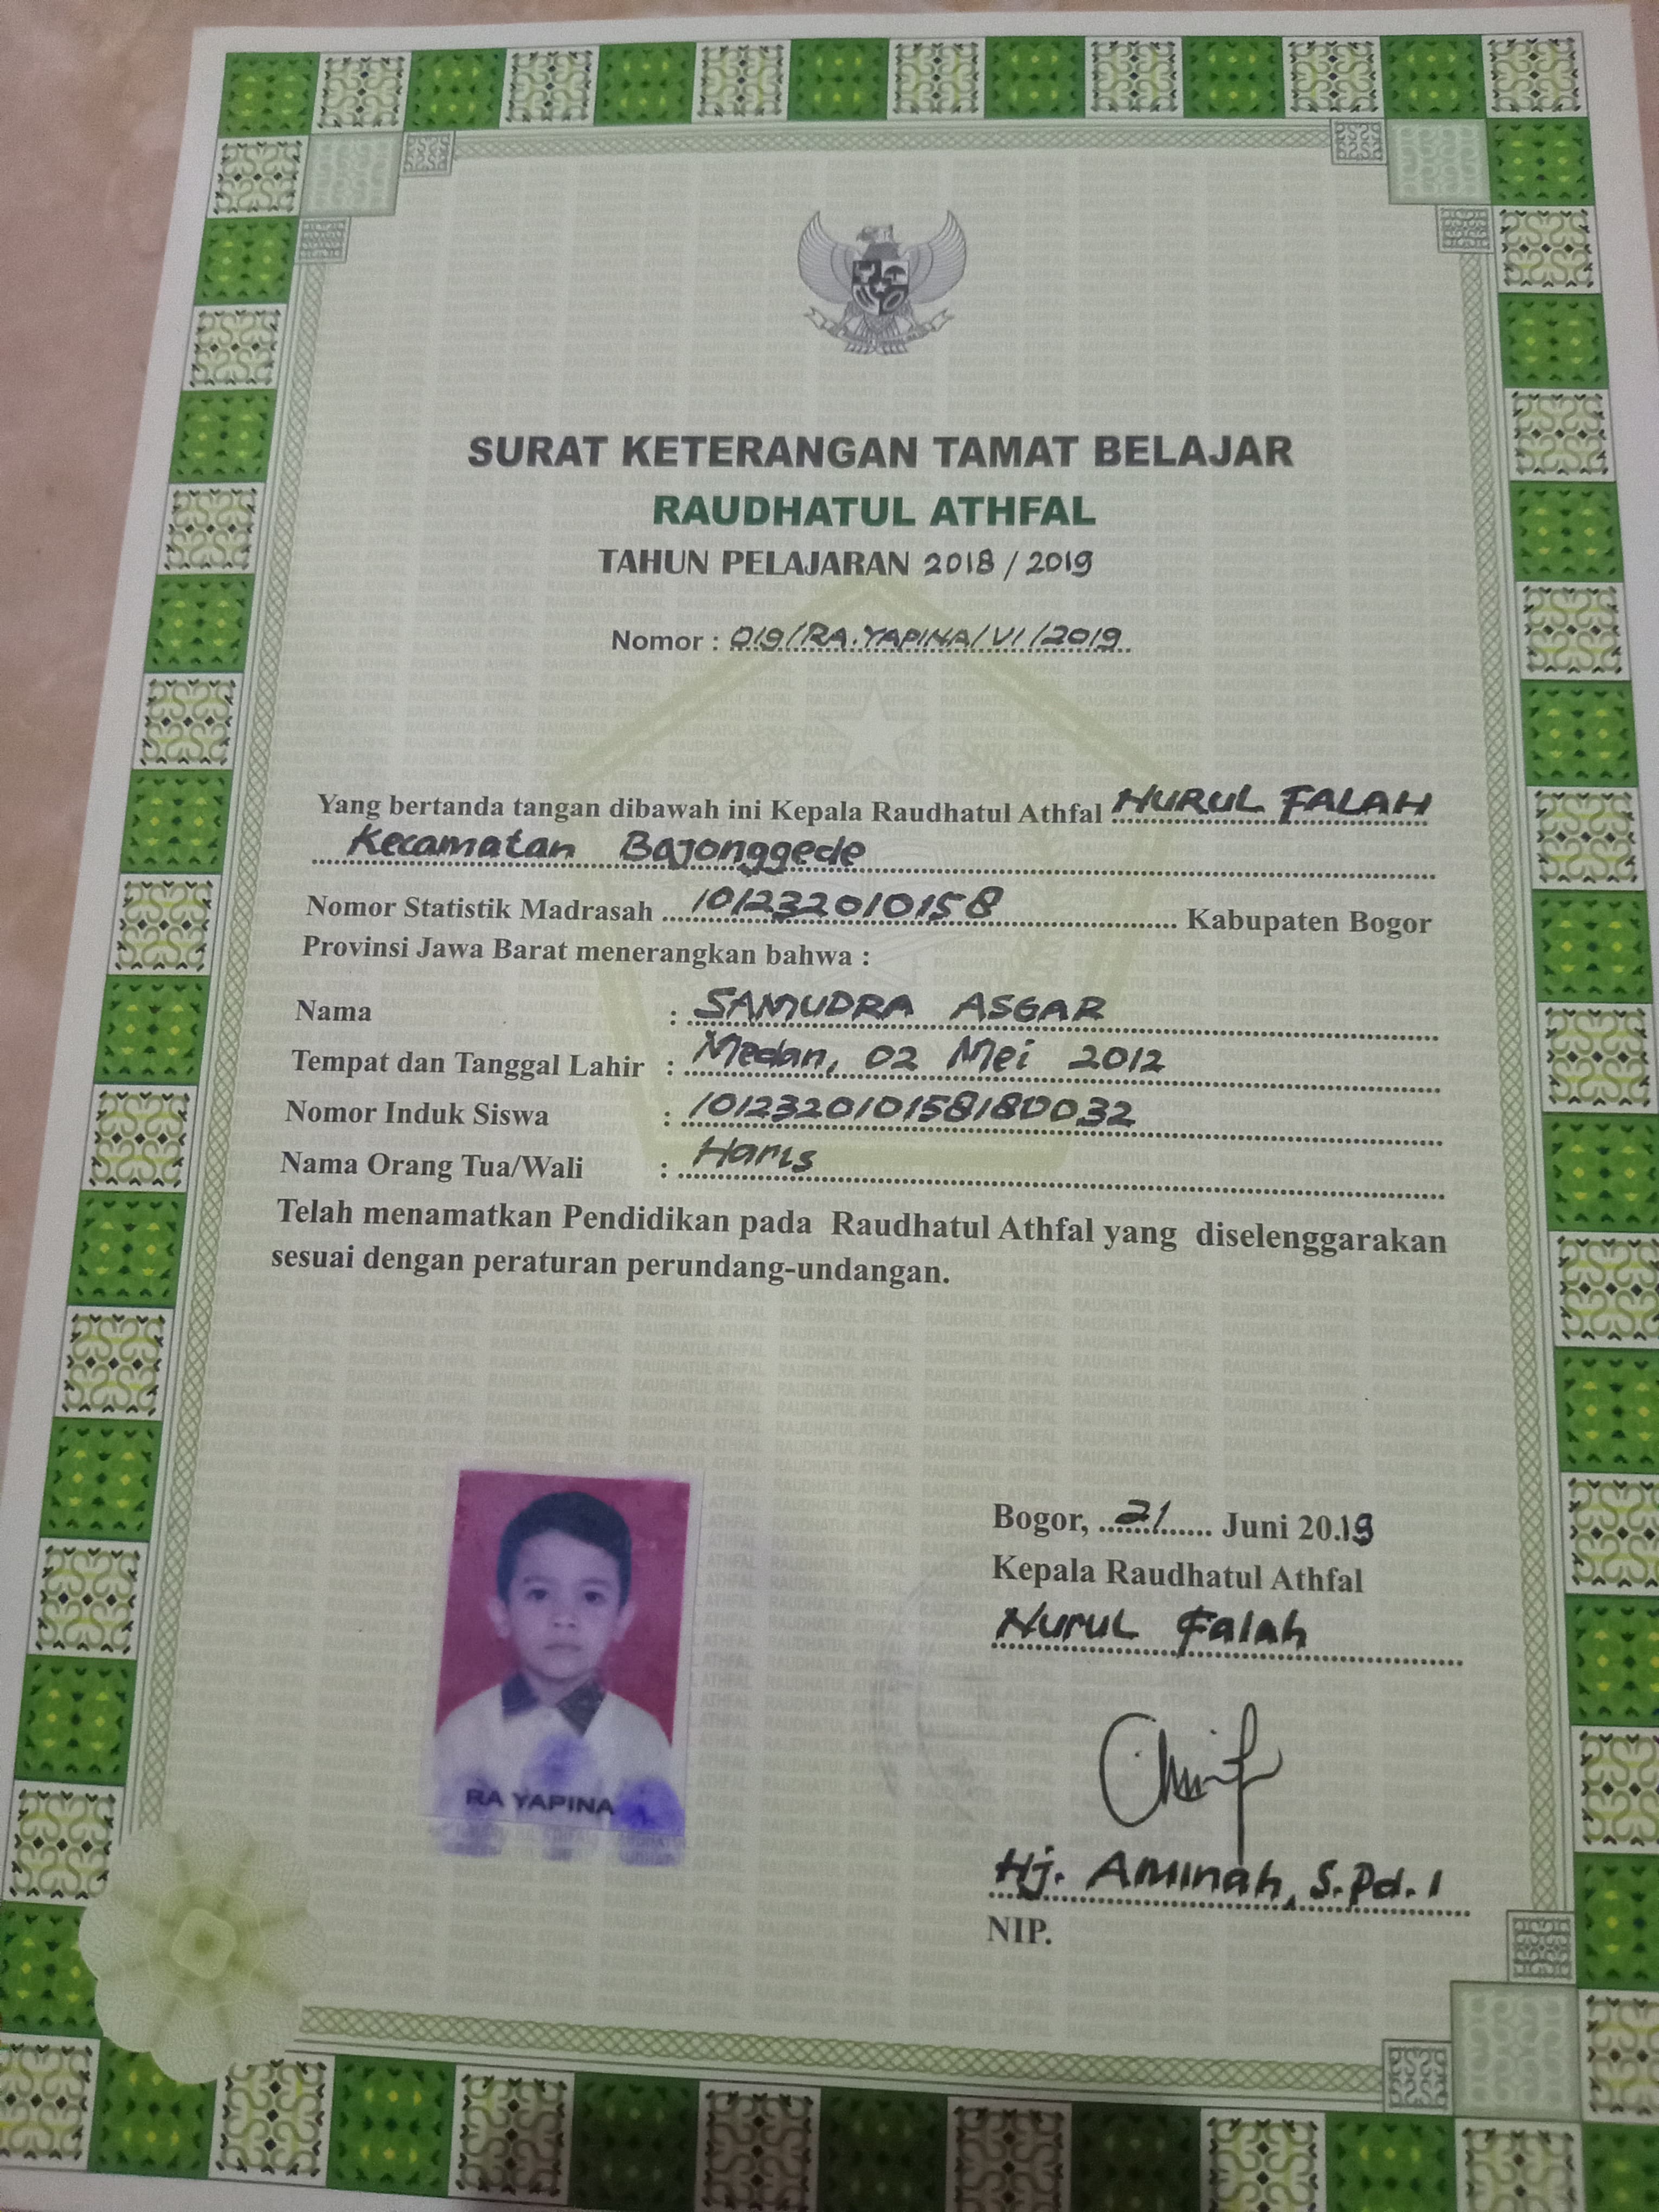 SURAT KETERANGAN TAMAT BELAJAR
RAUDHATUL ATHFAL
TAHUN PELAJARAN 2018 / 2019
Nomor : 019/RA.YAPINA/VI/2019
Yang bertanda tangan dibawah ini Kepala Raudhatul Athfal NURUL FALAH
Kecamatan Bojonggede
Nomor Statistik Madrasah 101232010158 Kabupaten Bogor
Provinsi Jawa Barat menerangkan bahwa :
Nama : SAMUDRA ASGAR
Tempat dan Tanggal Lahir : Medan, 02 Mei 2012
Nomor Induk Siswa : 101232010158180032
Nama Orang Tua/Wali : Haris
Telah menamatkan Pendidikan pada Raudhatul Athfal yang diselenggarakan
sesuai dengan peraturan perundang-undangan.
Bogor, 21 Juni 2019
Kepala Raudhatul Athfal
Nurul Falah
Hj. Aminah, S.Pd.I
NIP.
RA YAPINA